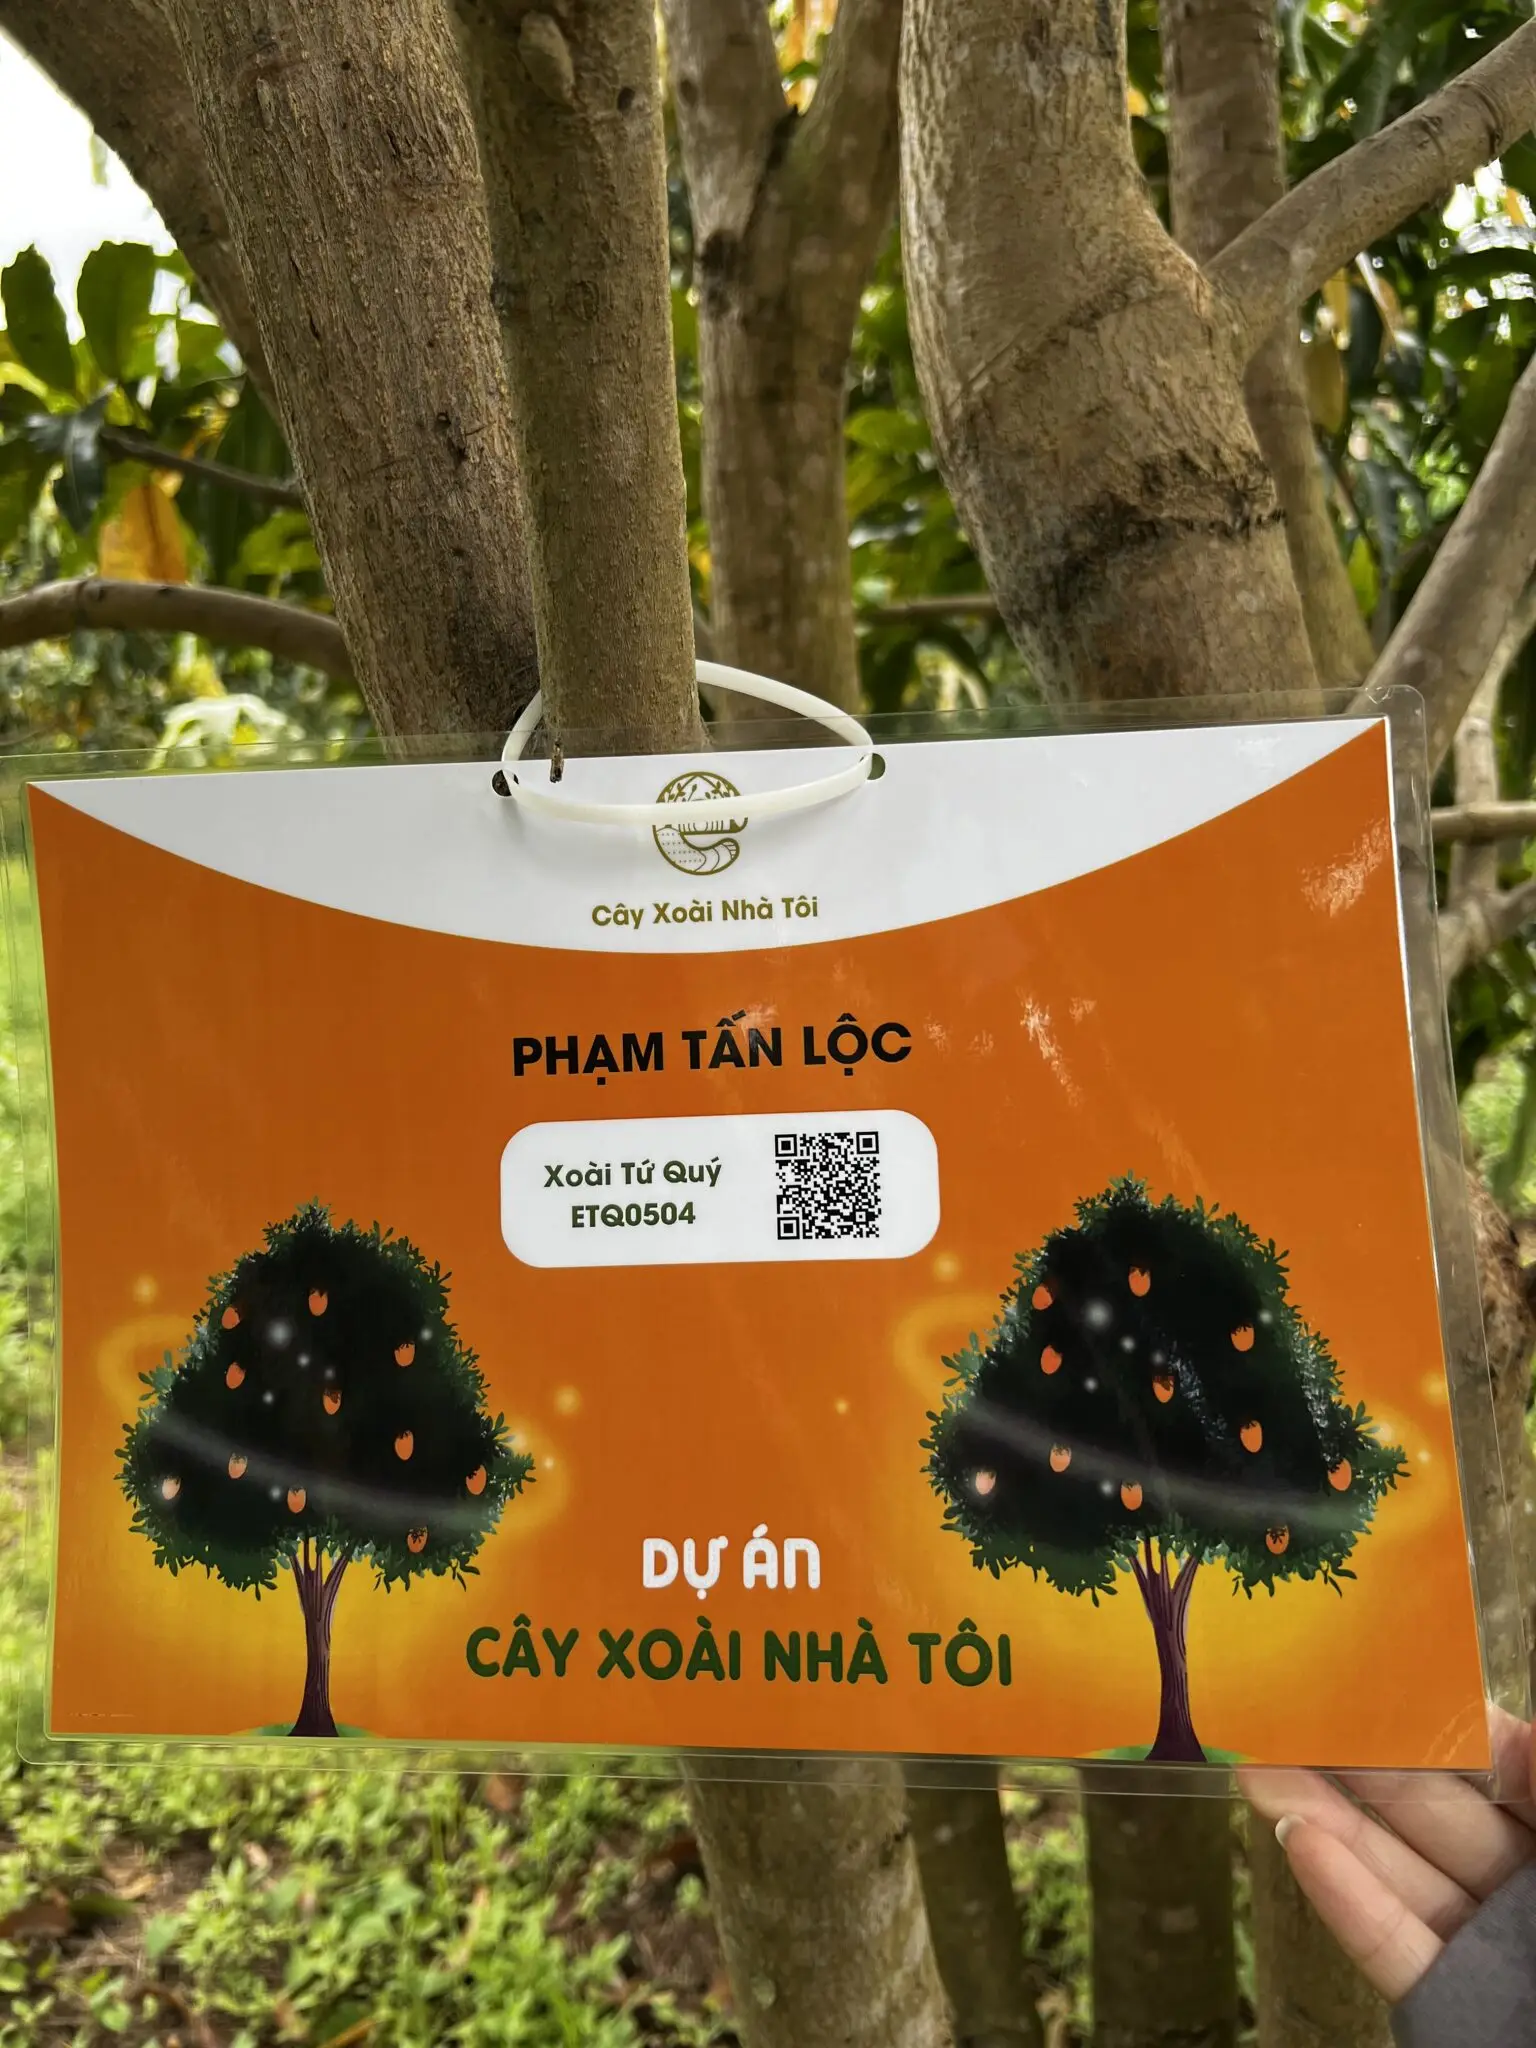 Cây Xoài Nhà Tôi
PHẠM TẤN LỘC
Xoài Tứ Quý
ETQ0504
DỰ ÁN
CÂY XOÀI NHÀ TÔI